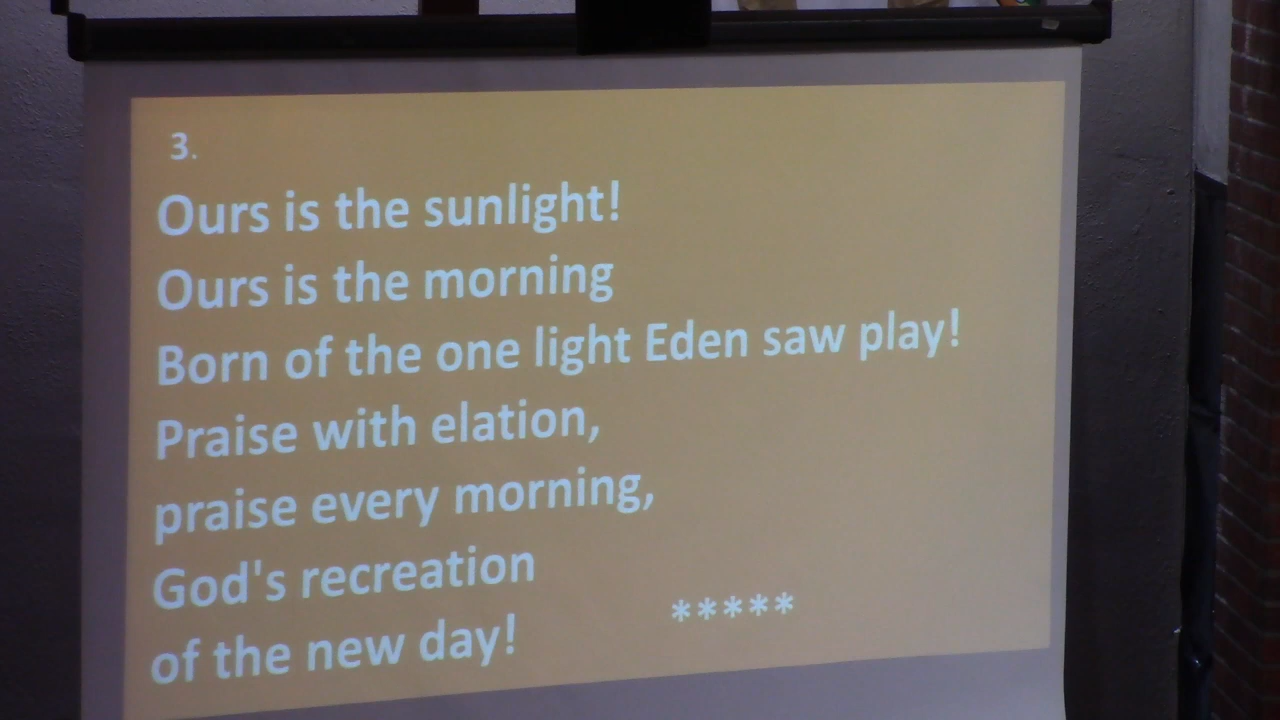 3.
Ours is the sunlight!
Ours is the morning
Born of the one light Eden saw play!
Praise with elation,
praise every morning,
God's recreation
of the new day!
*****